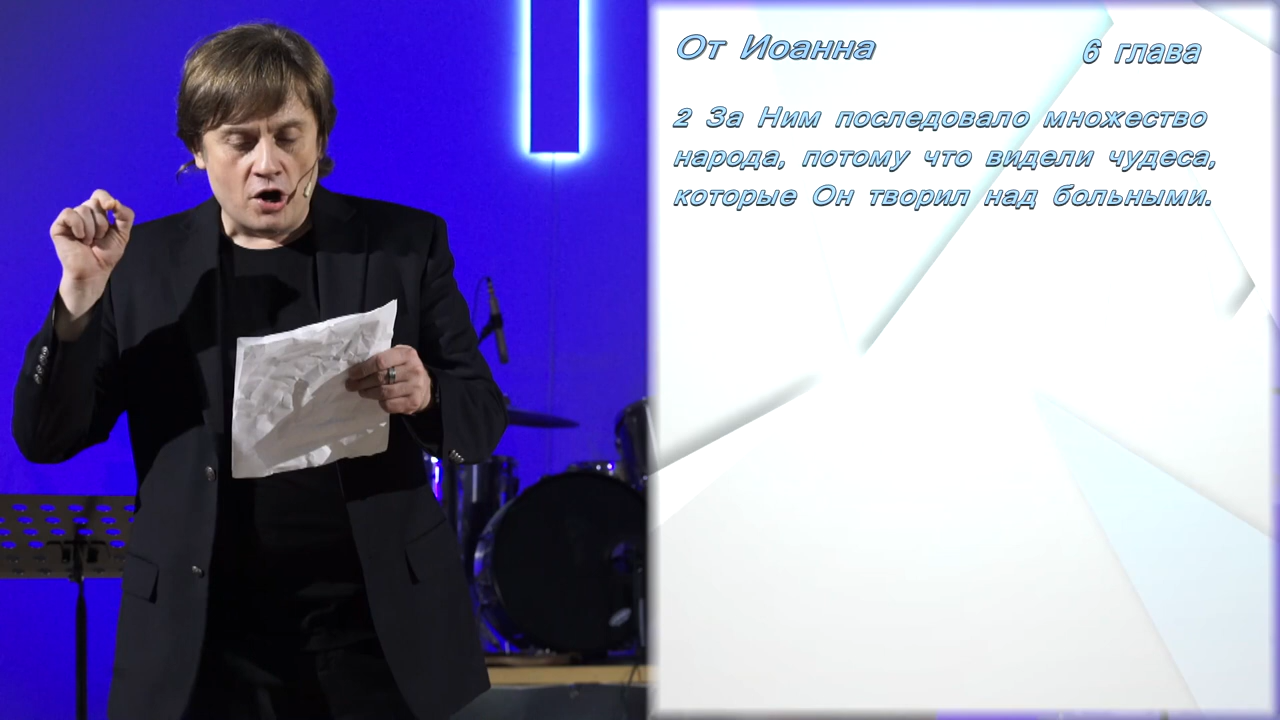 От Иоанна 6 глава
2 За Ним последовало множество
народа, потому что видели чудеса,
которые Он творил над больными.